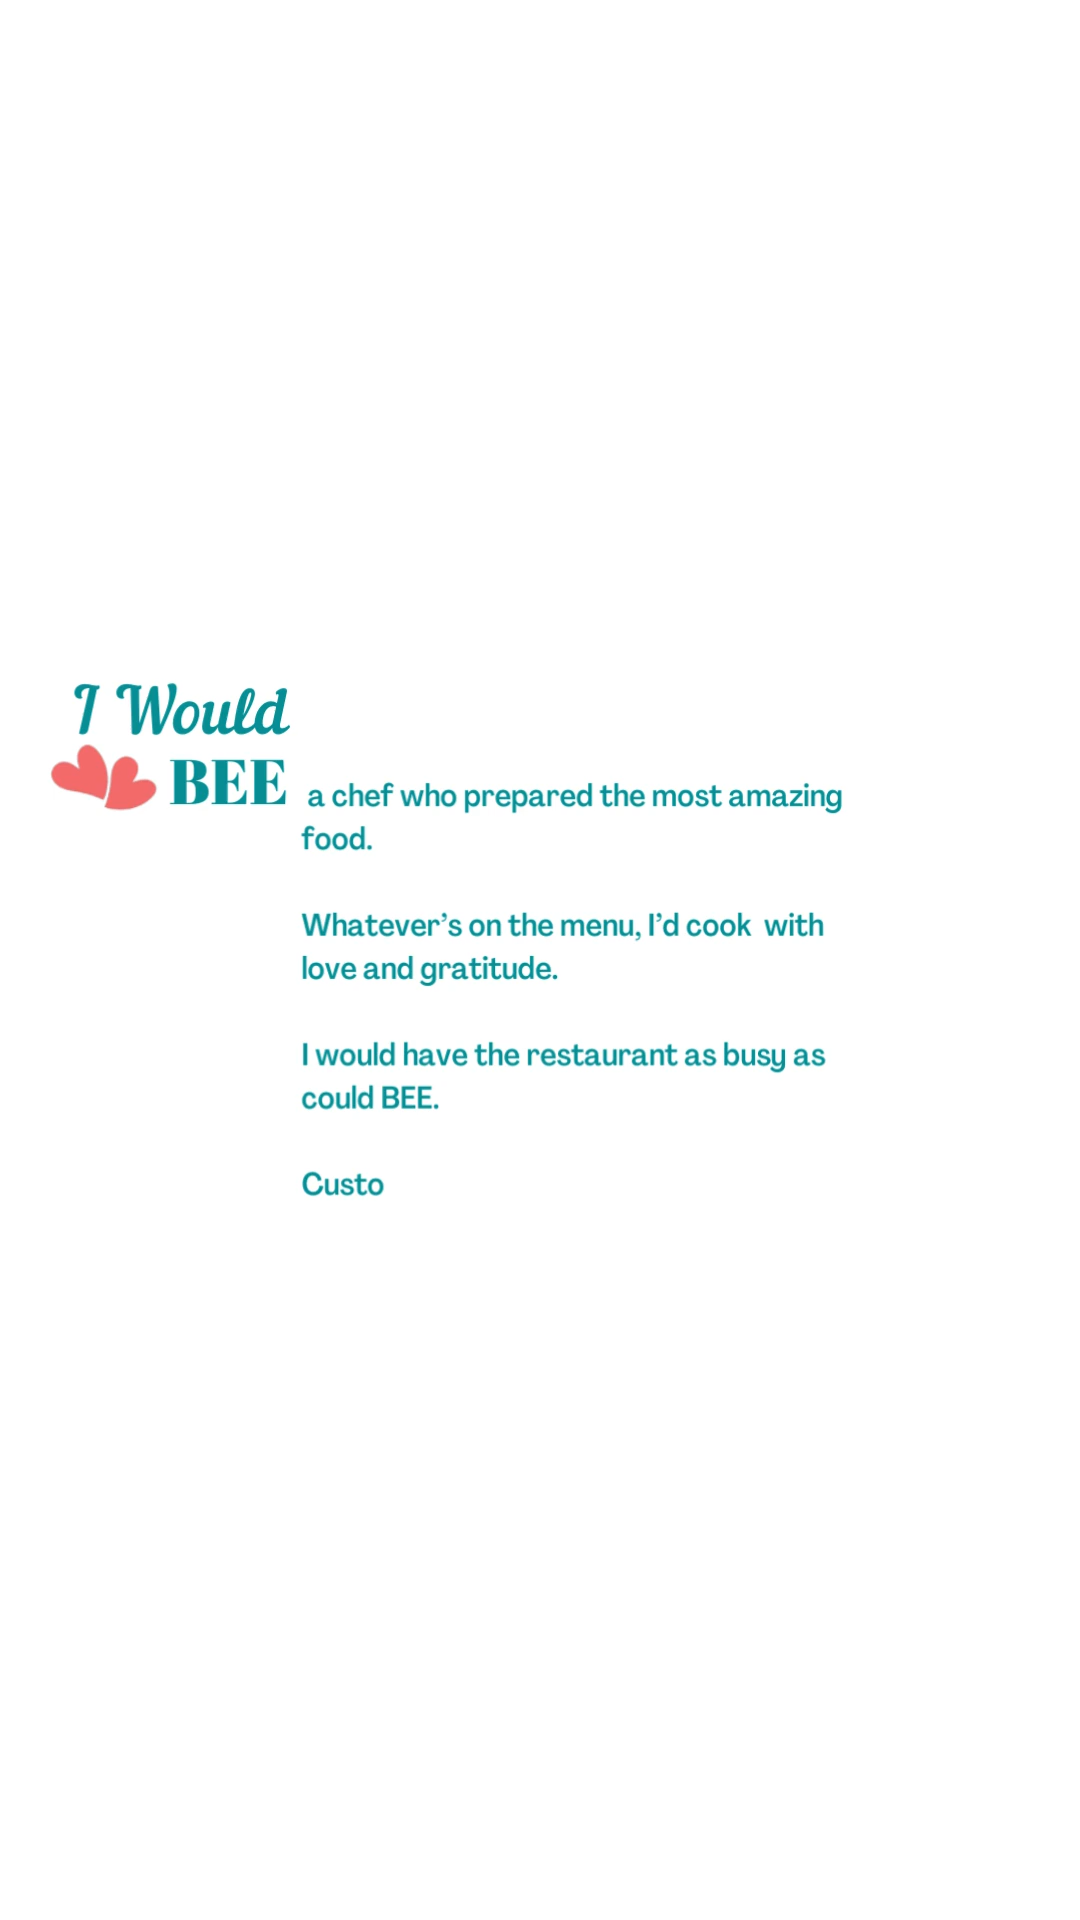 I Would
BEE
a chef who prepared the most amazing
food.
Whatever’s on the menu, I’d cook  with
love and gratitude.
I would have the restaurant as busy as
could BEE.
Custo